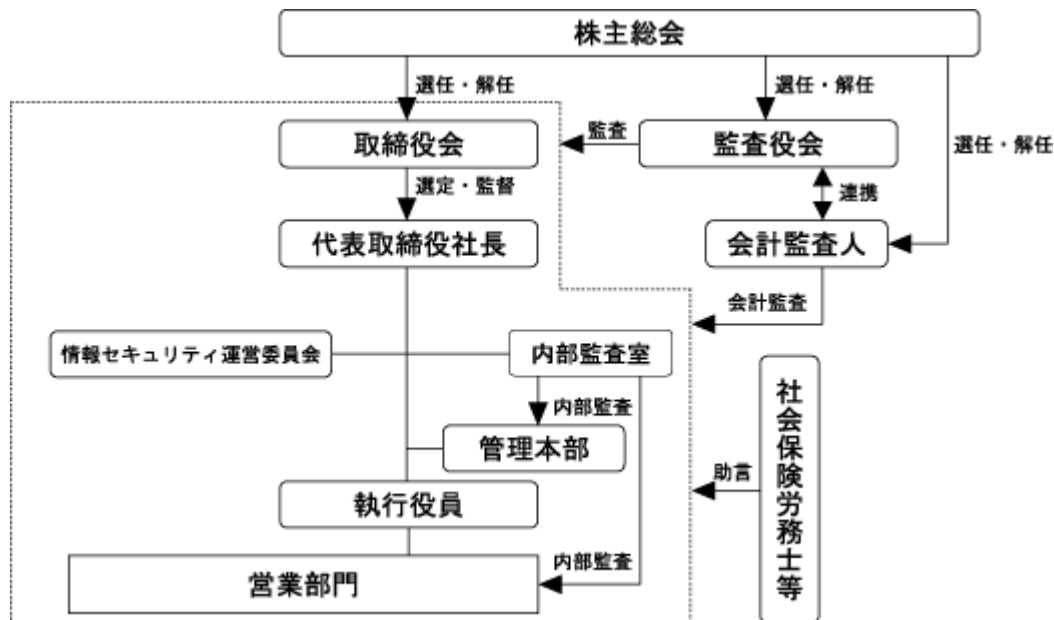 株主総会
選任・解任
選任・解任
選任・解任
取締役会
監査
監査役会
選定・監督
連携
代表取締役社長
会計監査人
会計監査
情報セキュリティ運営委員会
内部監査室
内部監査
管理本部
社会保険労務士等
助言
執行役員
内部監査
営業部門